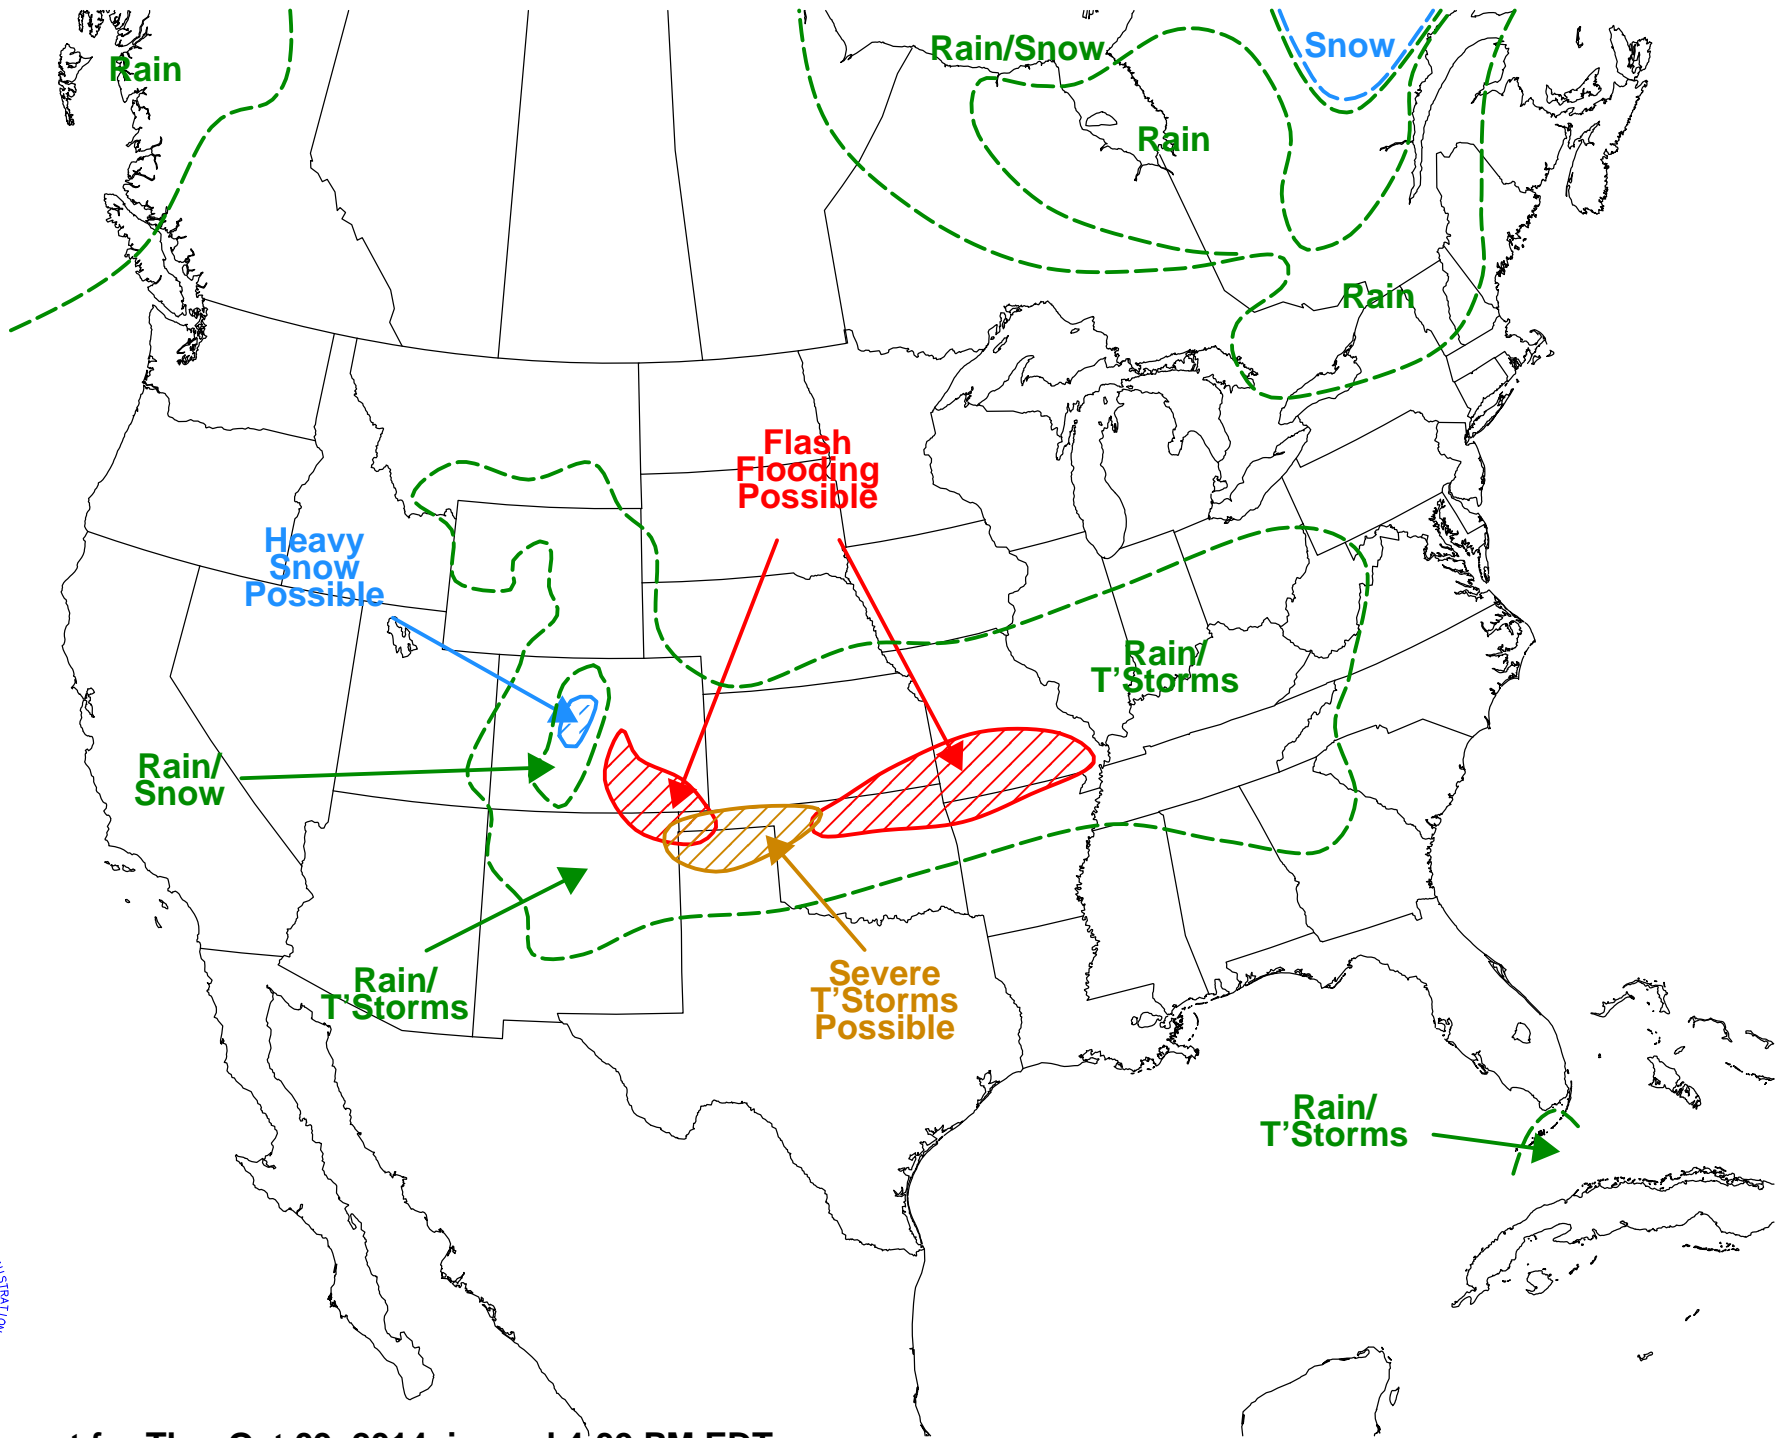 Rain
Rain/Snow
Snow
Rain
Rain
Flash
Flooding
Possible
Heavy
Snow
Possible
Rain/
T'Storms
Rain/
Snow
Rain/
T'Storms
Severe
T'Storms
Possible
Rain/
T'Storms